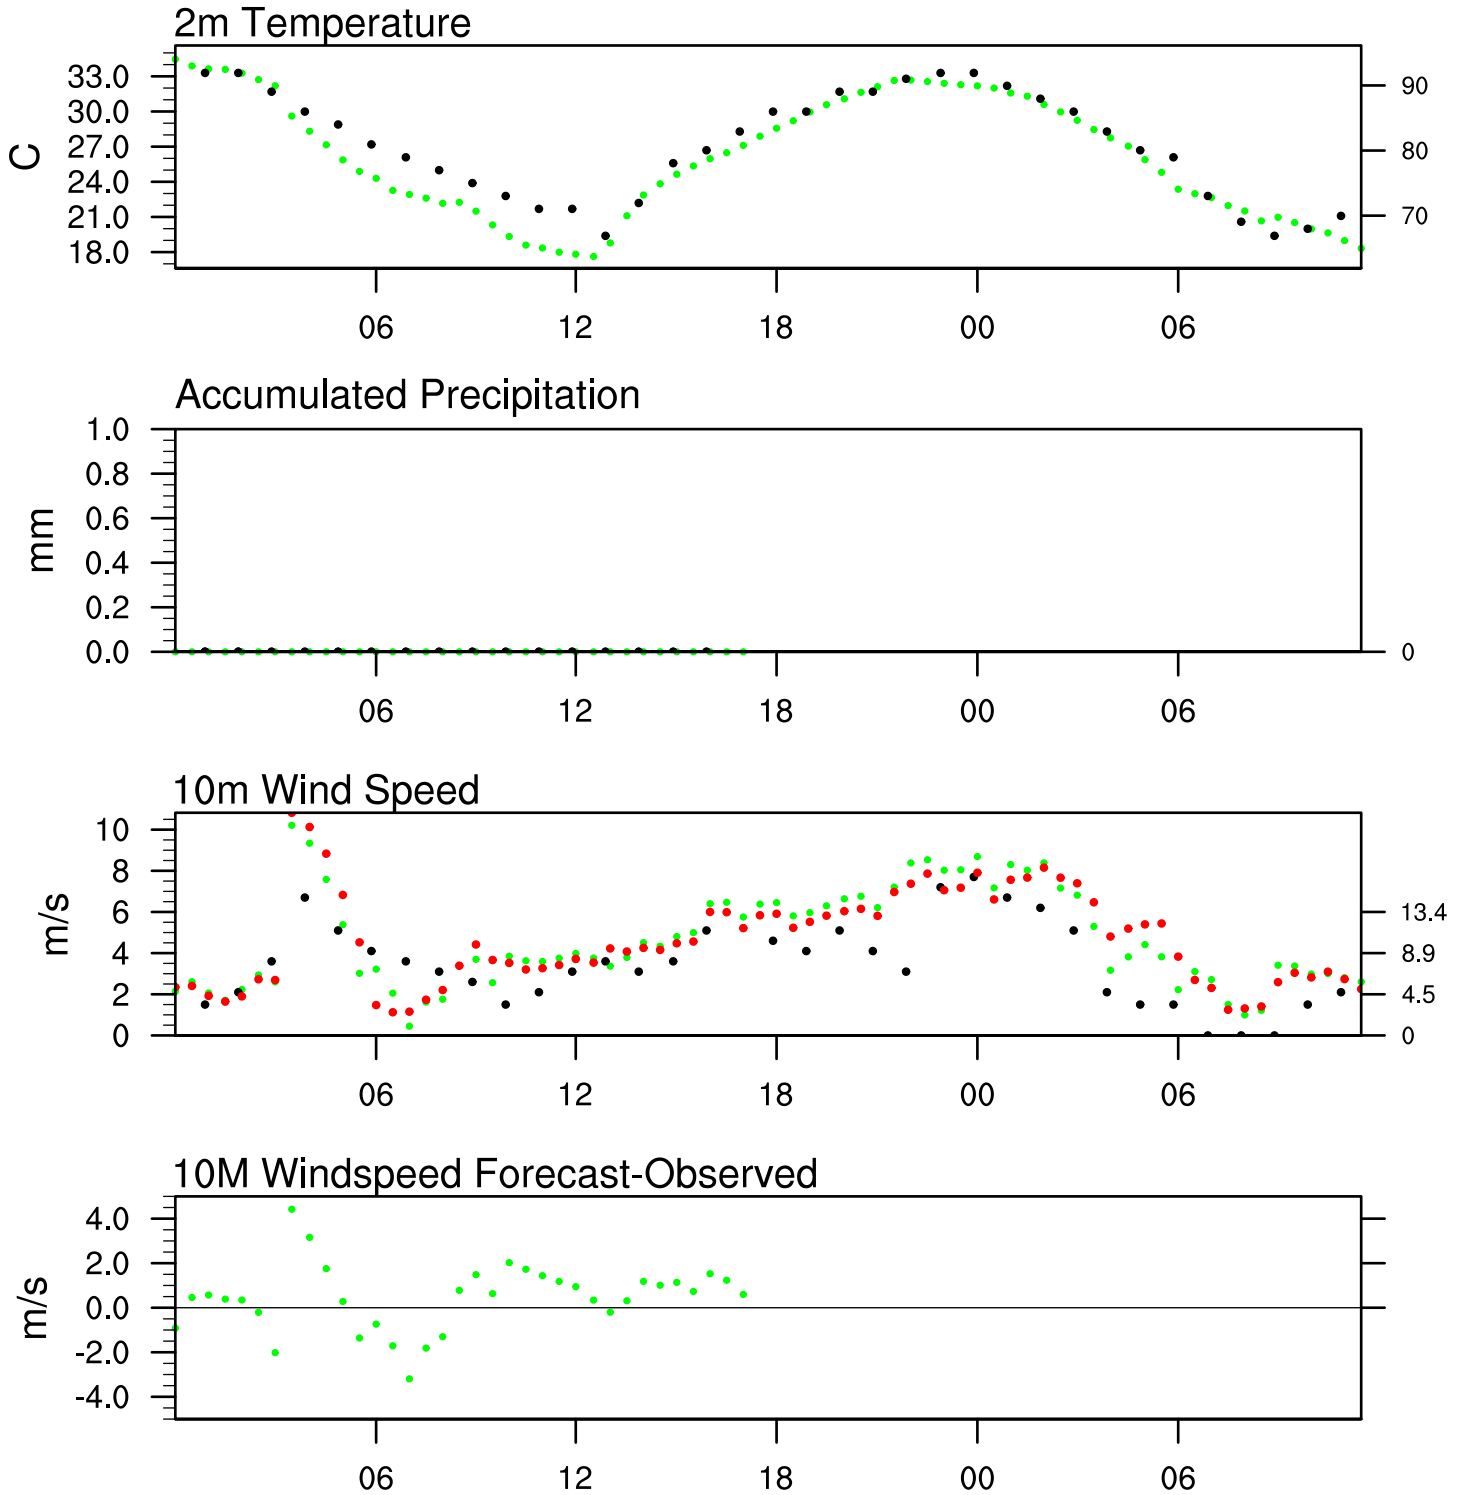 2m Temperature
33.0
30.0
27.0
24.0
21.0
18.0
C
90
80
70
06 12 18 00 06
Accumulated Precipitation
1.0
0.8
0.6
0.4
0.2
0.0
mm
0
06 12 18 00 06
10m Wind Speed
10
8
6
4
2
0
m/s
13.4
8.9
4.5
0
06 12 18 00 06
10M Windspeed Forecast-Observed
4.0
2.0
0.0
-2.0
-4.0
m/s
06 12 18 00 06